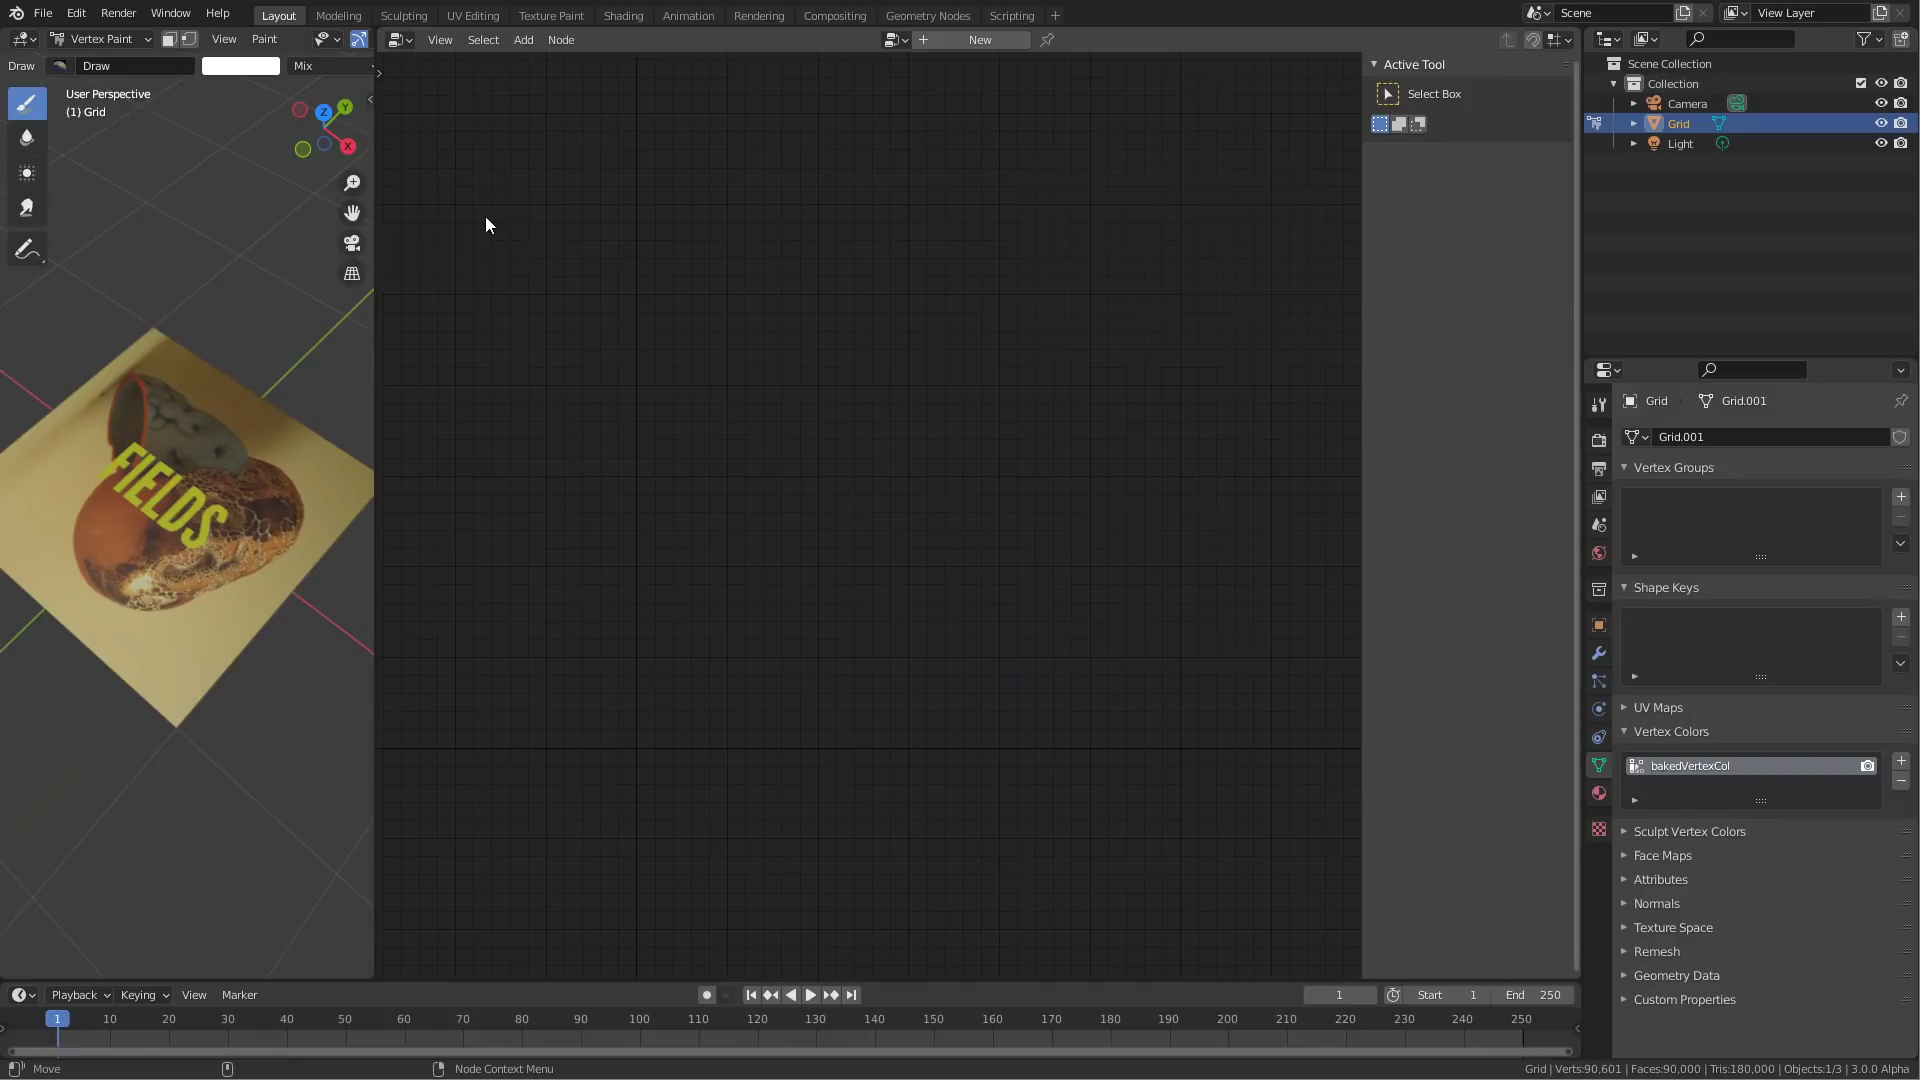 File Edit Render Window Help Layout Modeling Sculpting UV Editing Texture Paint Shading Animation Rendering Compositing Geometry Nodes Scripting + Scene View Layer
Vertex Paint View Paint View Select Add Node New
Draw Draw Mix
User Perspective
(1) Grid
X
Y
Z
FIELDS
Active Tool
Select Box
Scene Collection
Collection
Camera
Grid
Light
Grid Grid.001
Grid.001
Vertex Groups
Shape Keys
UV Maps
Vertex Colors
bakedVertexCol
Sculpt Vertex Colors
Face Maps
Attributes
Normals
Texture Space
Remesh
Geometry Data
Custom Properties
Playback Keying View Marker 1 Start 1 End 250
1 10 20 30 40 50 60 70 80 90 100 110 120 130 140 150 160 170 180 190 200 210 220 230 240 250
Move Node Context Menu Grid | Verts:90,601 | Faces:90,000 | Tris:180,000 | Objects:1/3 | 3.0.0 Alpha